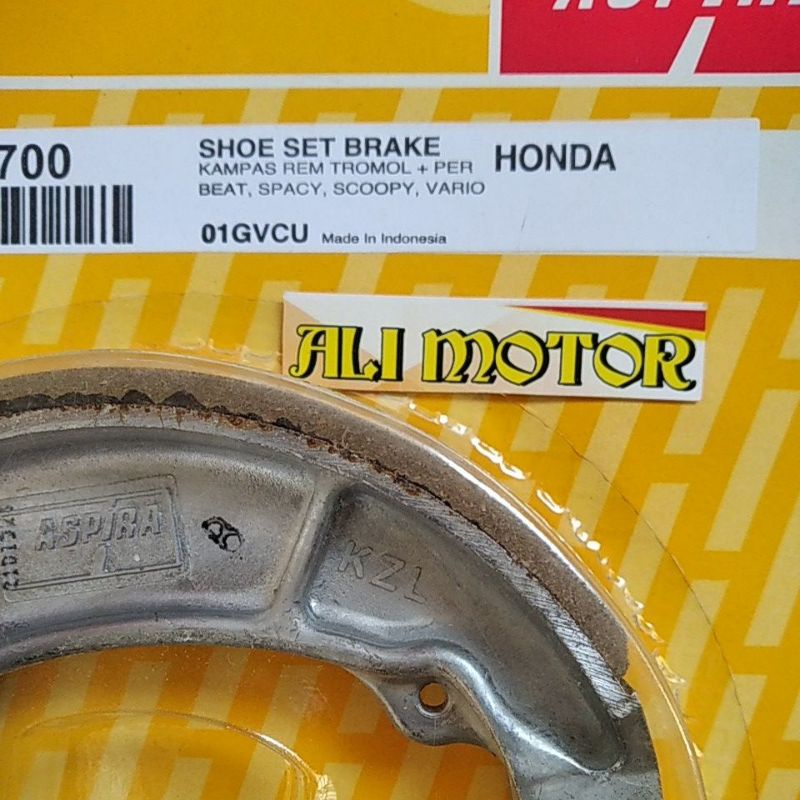 700
SHOE SET BRAKE HONDA
KAMPAS REM TROMOL + PER
BEAT, SPACY, SCOOPY, VARIO
01GVCU Made In Indonesia
ALI MOTOR
ASPIRA
KZL